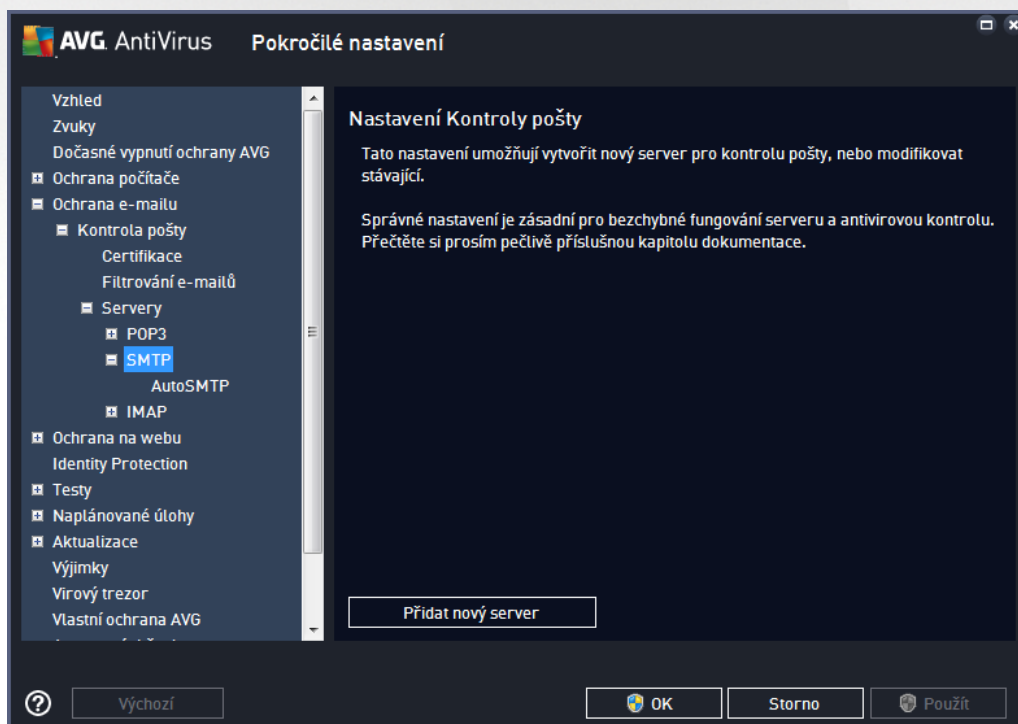 AVG. AntiVirus Pokročilé nastavení
Vzhled
Zvuky
Dočasné vypnutí ochrany AVG
Ochrana počítače
Ochrana e-mailu
Kontrola pošty
Certifikace
Filtrování e-mailů
Servery
POP3
SMTP
AutoSMTP
IMAP
Ochrana na webu
Identity Protection
Testy
Naplánované úlohy
Aktualizace
Výjimky
Virový trezor
Vlastní ochrana AVG
Nastavení Kontroly pošty
Tato nastavení umožňují vytvořit nový server pro kontrolu pošty, nebo modifikovat
stávající.
Správné nastavení je zásadní pro bezchybné fungování serveru a antivirovou kontrolu.
Přečtěte si prosím pečlivě příslušnou kapitolu dokumentace.
Přidat nový server
Výchozí
OK
Storno
Použít